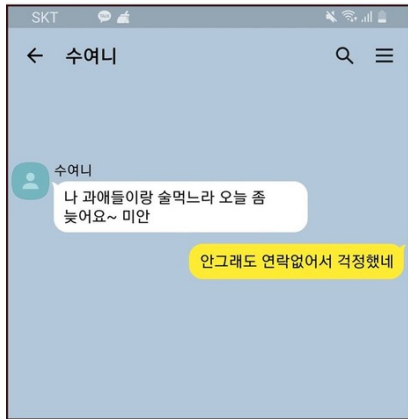 SKT
수여니
수여니
나 과애들이랑 술먹느라 오늘 좀
늦어요~ 미안
안그래도 연락없어서 걱정했네